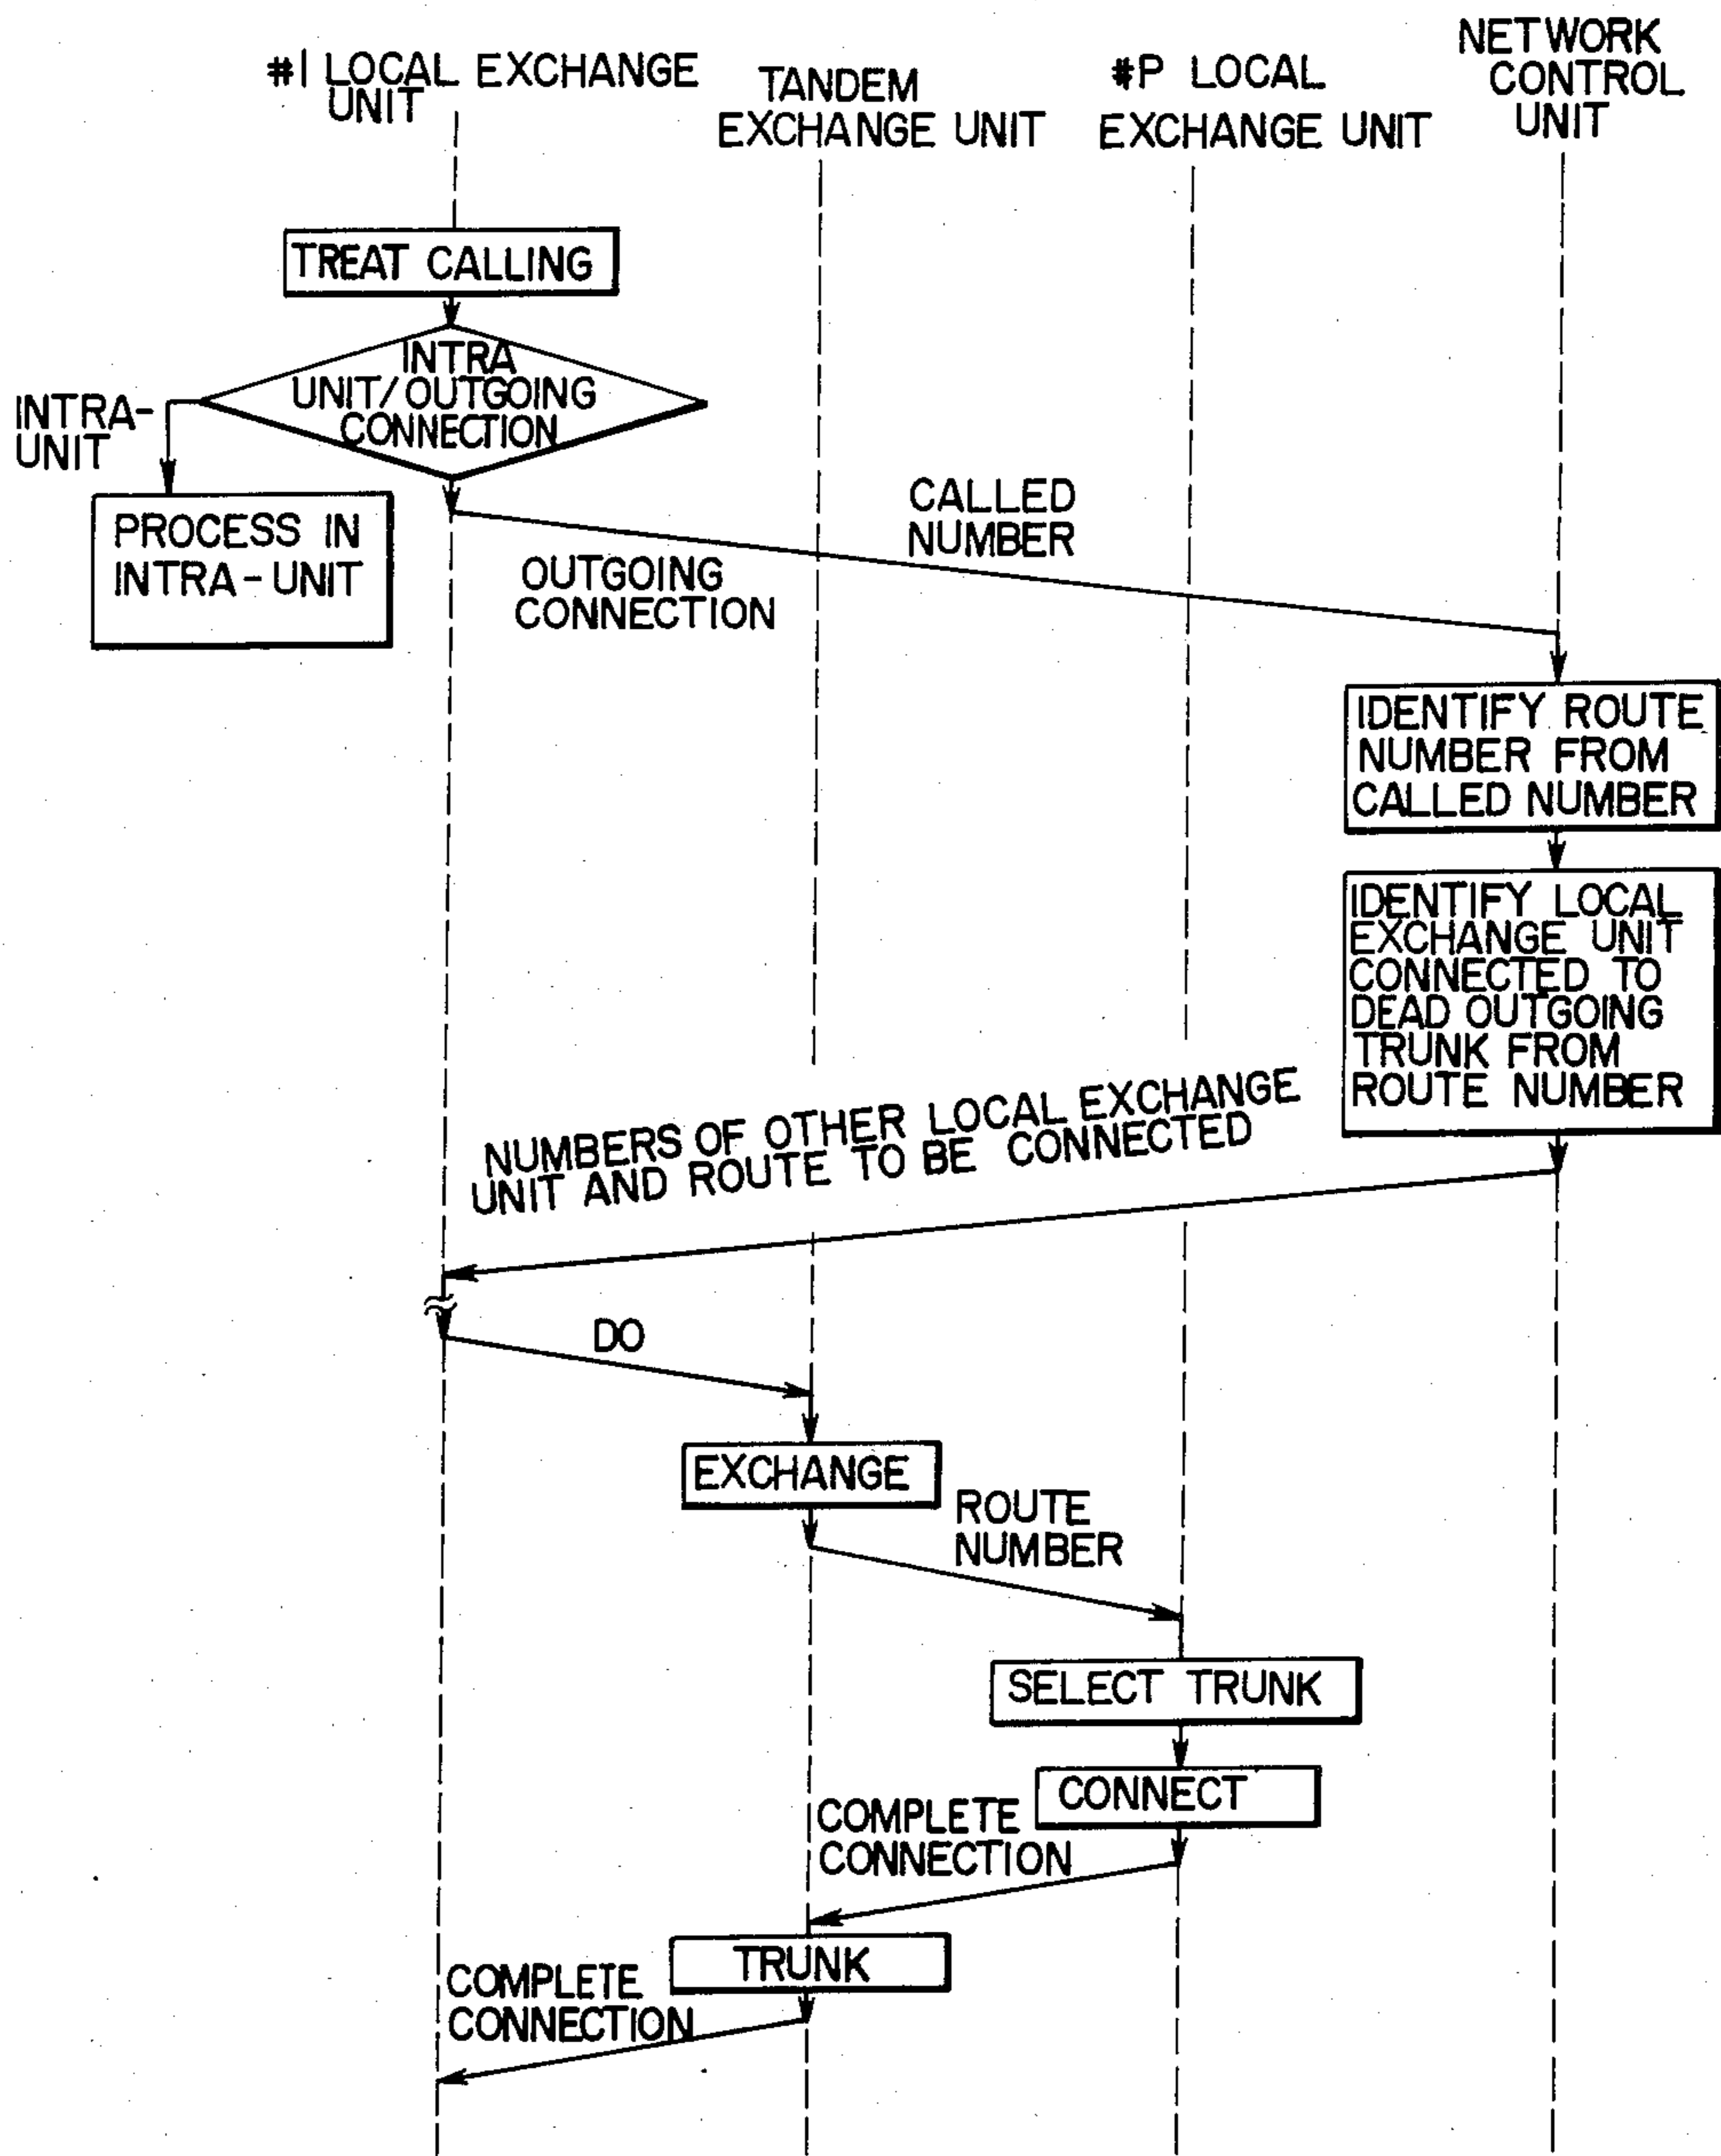 #1 LOCAL EXCHANGE
UNIT
TANDEM
EXCHANGE UNIT
#P LOCAL
EXCHANGE UNIT
NETWORK
CONTROL
UNIT
TREAT CALLING
INTRA
UNIT/OUTGOING
CONNECTION
INTRA-
UNIT
PROCESS IN
INTRA-UNIT
CALLED
NUMBER
OUTGOING
CONNECTION
IDENTIFY ROUTE
NUMBER FROM
CALLED NUMBER
IDENTIFY LOCAL
EXCHANGE UNIT
CONNECTED TO
DEAD OUTGOING
TRUNK FROM
ROUTE NUMBER
NUMBERS OF OTHER LOCAL EXCHANGE
UNIT AND ROUTE TO BE CONNECTED
DO
EXCHANGE
ROUTE
NUMBER
SELECT TRUNK
CONNECT
COMPLETE
CONNECTION
TRUNK
COMPLETE
CONNECTION